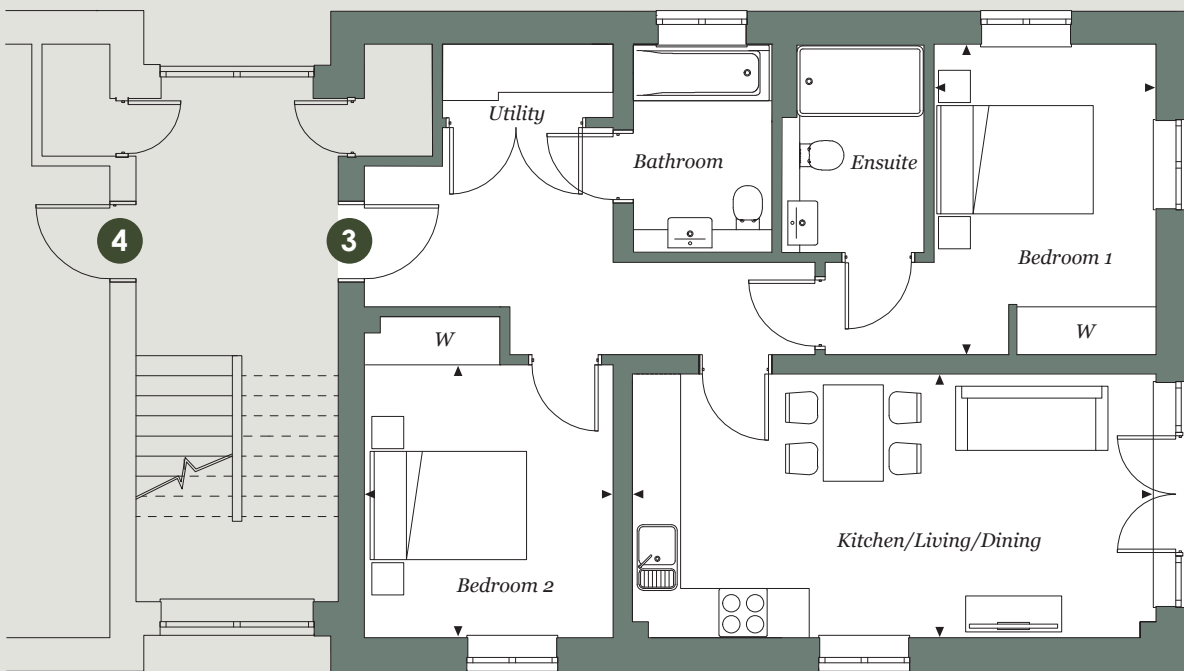 Utility
Bathroom
Ensuite
4
3
Bedroom 1
W
W
Kitchen/Living/Dining
Bedroom 2